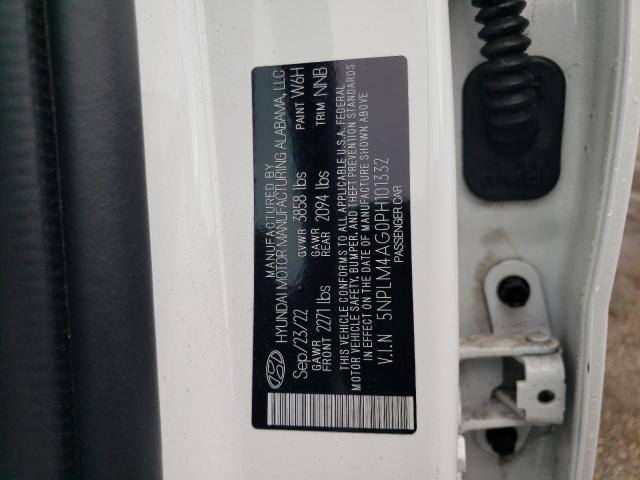 MANUFACTURED BY
HYUNDAI MOTOR MANUFACTURING ALABAMA, LLC
Sep/23/22 GVWR 3858 lbs PAINT W6H
GAWR FRONT 2271 lbs GAWR REAR 2094 lbs TRIM NNB
THIS VEHICLE CONFORMS TO ALL APPLICABLE U.S.A. FEDERAL
MOTOR VEHICLE SAFETY, BUMPER, AND THEFT PREVENTION STANDARDS
IN EFFECT ON THE DATE OF MANUFACTURE SHOWN ABOVE
V.I.N 5NPLM4AG0PH101332
PASSENGER CAR